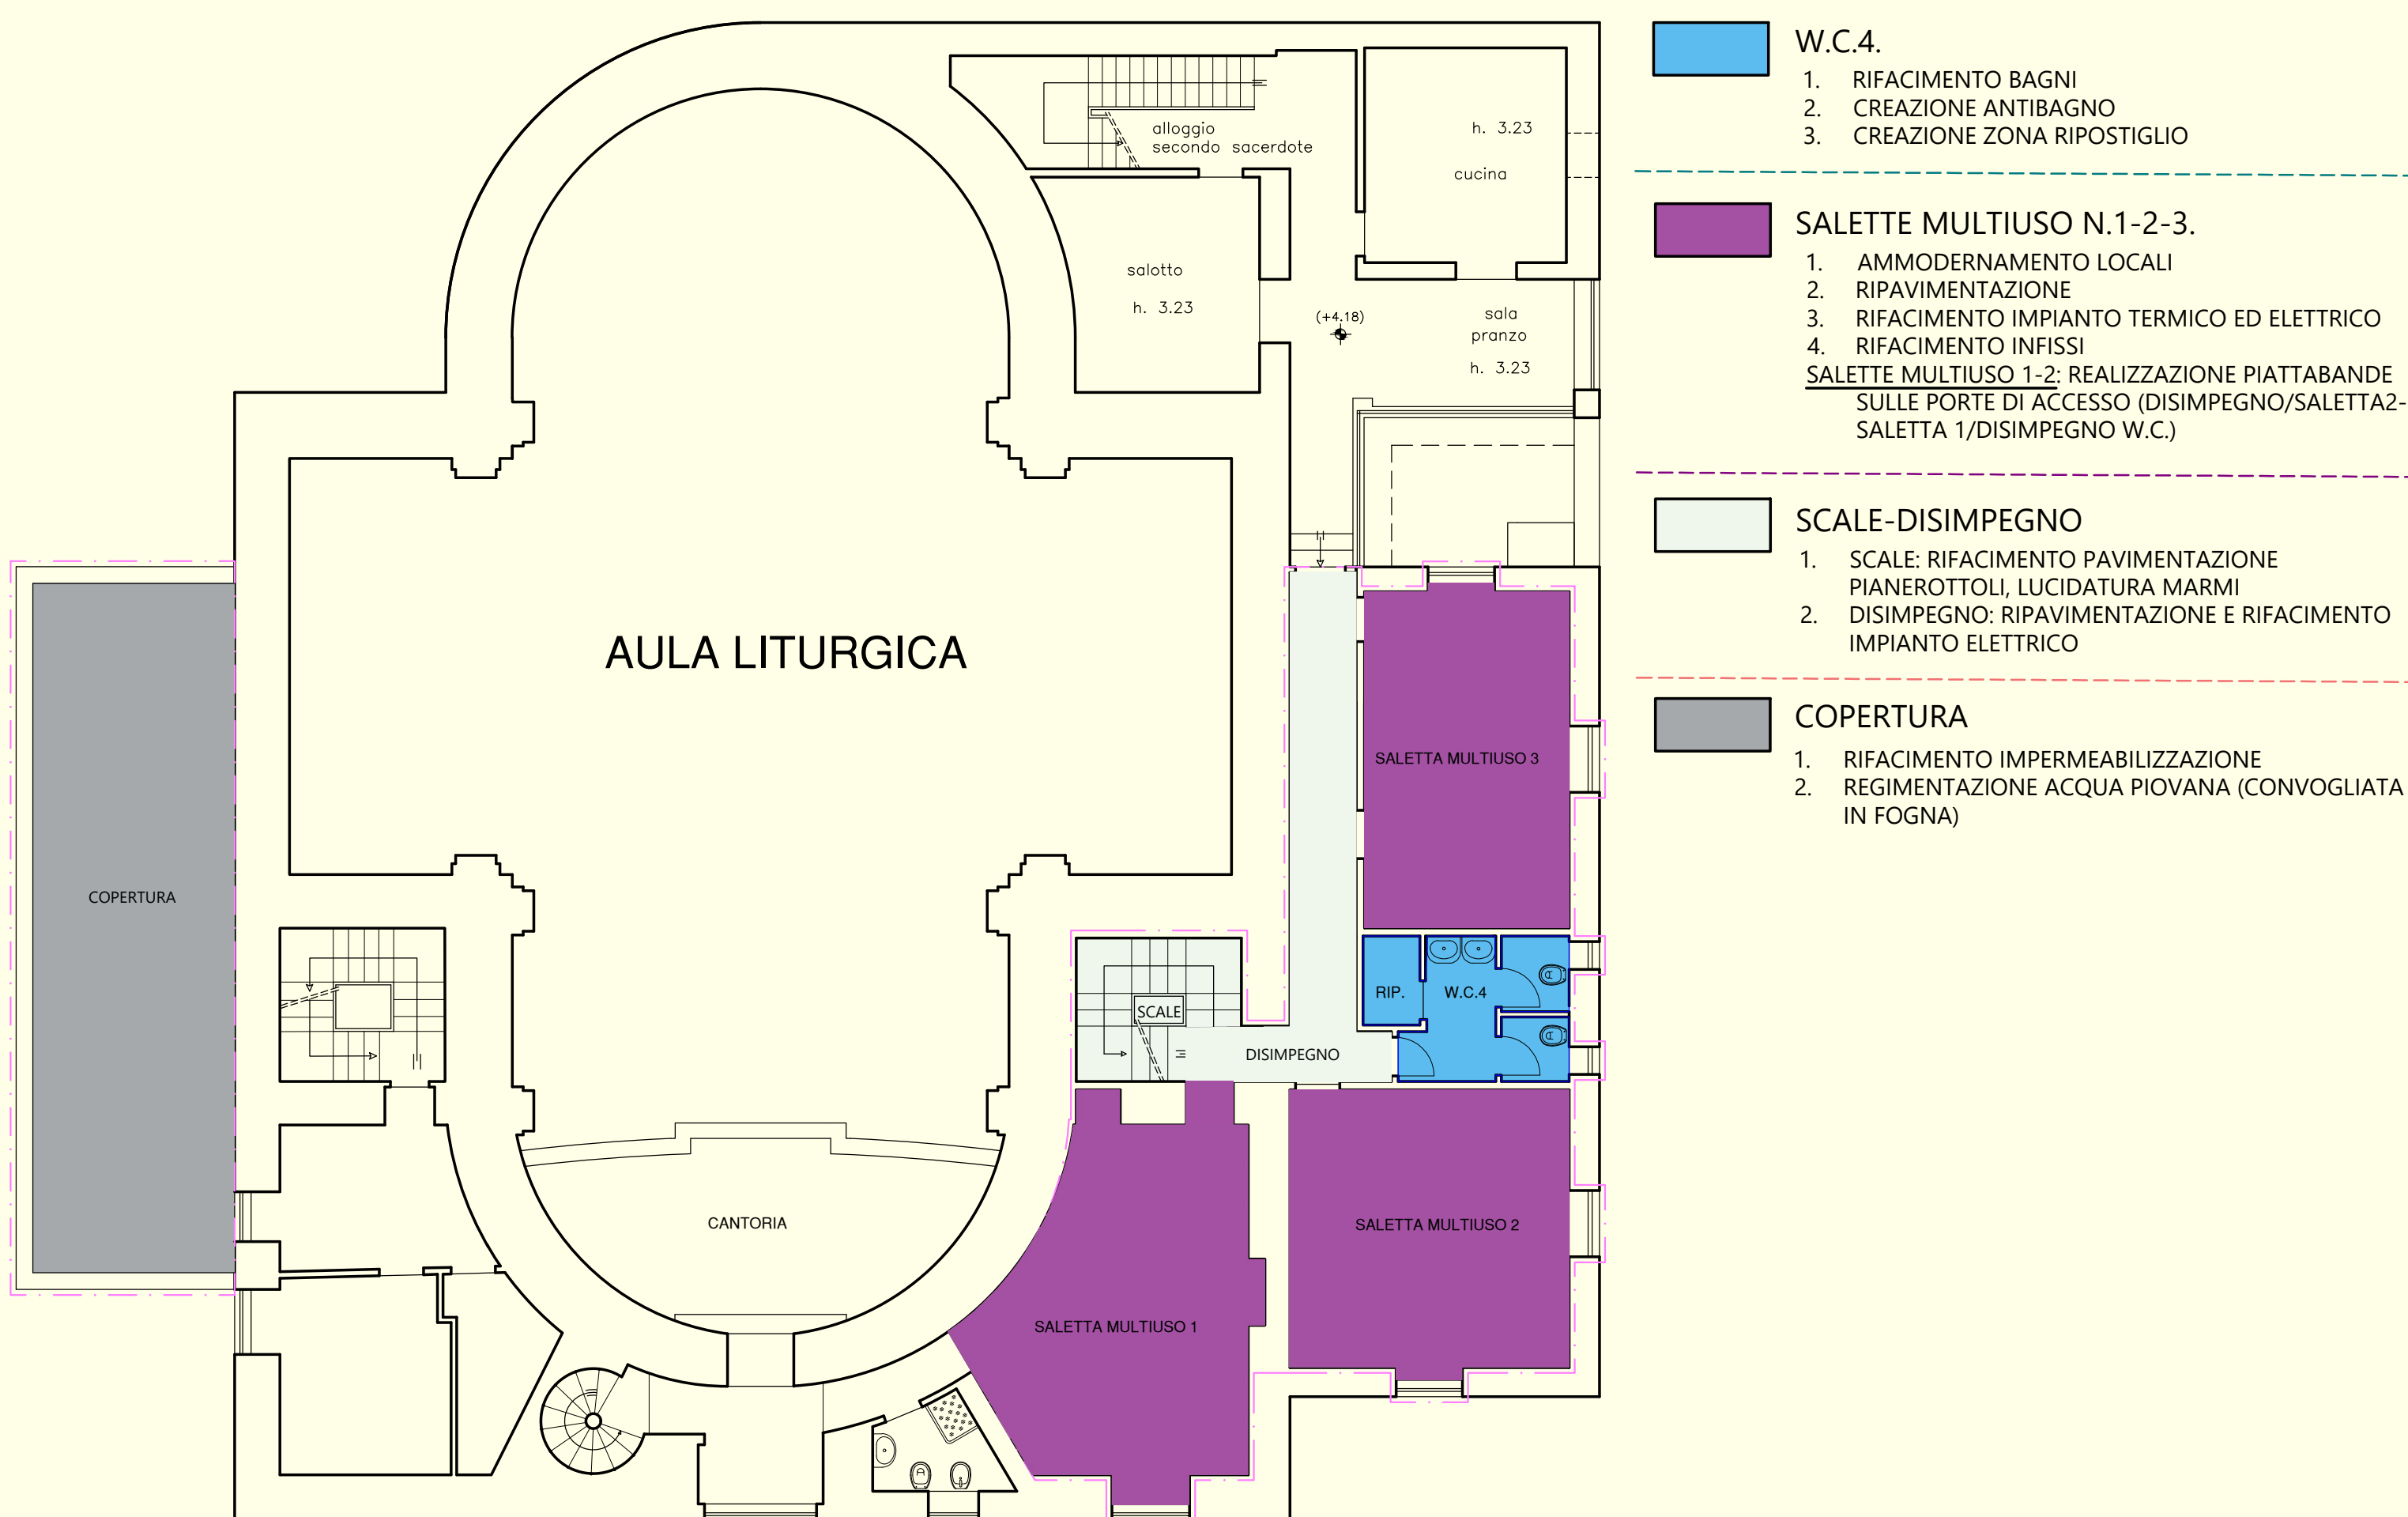 alloggio
secondo sacerdote
h. 3.23
cucina
salotto
h. 3.23
(+4.18)
sala
pranzo
h. 3.23
AULA LITURGICA
COPERTURA
SALETTA MULTIUSO 3
RIP.
W.C.4
SCALE
DISIMPEGNO
CANTORIA
SALETTA MULTIUSO 2
SALETTA MULTIUSO 1
W.C.4.
1. RIFACIMENTO BAGNI
2. CREAZIONE ANTIBAGNO
3. CREAZIONE ZONA RIPOSTIGLIO
SALETTE MULTIUSO N.1-2-3.
1. AMMODERNAMENTO LOCALI
2. RIPAVIMENTAZIONE
3. RIFACIMENTO IMPIANTO TERMICO ED ELETTRICO
4. RIFACIMENTO INFISSI
SALETTE MULTIUSO 1-2: REALIZZAZIONE PIATTABANDE
SULLE PORTE DI ACCESSO (DISIMPEGNO/SALETTA2-
SALETTA 1/DISIMPEGNO W.C.)
SCALE-DISIMPEGNO
1. SCALE: RIFACIMENTO PAVIMENTAZIONE
PIANEROTTOLI, LUCIDATURA MARMI
2. DISIMPEGNO: RIPAVIMENTAZIONE E RIFACIMENTO
IMPIANTO ELETTRICO
COPERTURA
1. RIFACIMENTO IMPERMEABILIZZAZIONE
2. REGIMENTAZIONE ACQUA PIOVANA (CONVOGLIATA
IN FOGNA)